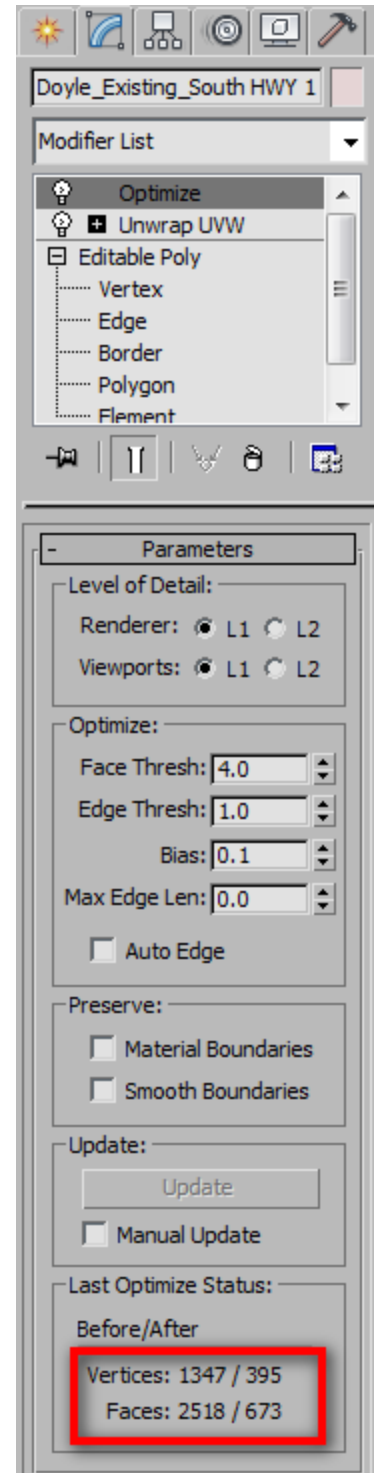 Doyle_Existing_South HWY 1
Modifier List
Optimize
Unwrap UVW
Editable Poly
Vertex
Edge
Border
Polygon
Element
- Parameters
Level of Detail:
Renderer: L1 L2
Viewports: L1 L2
Optimize:
Face Thresh: 4.0
Edge Thresh: 1.0
Bias: 0.1
Max Edge Len: 0.0
Auto Edge
Preserve:
Material Boundaries
Smooth Boundaries
Update:
Update
Manual Update
Last Optimize Status:
Before/After
Vertices: 1347 / 395
Faces: 2518 / 673